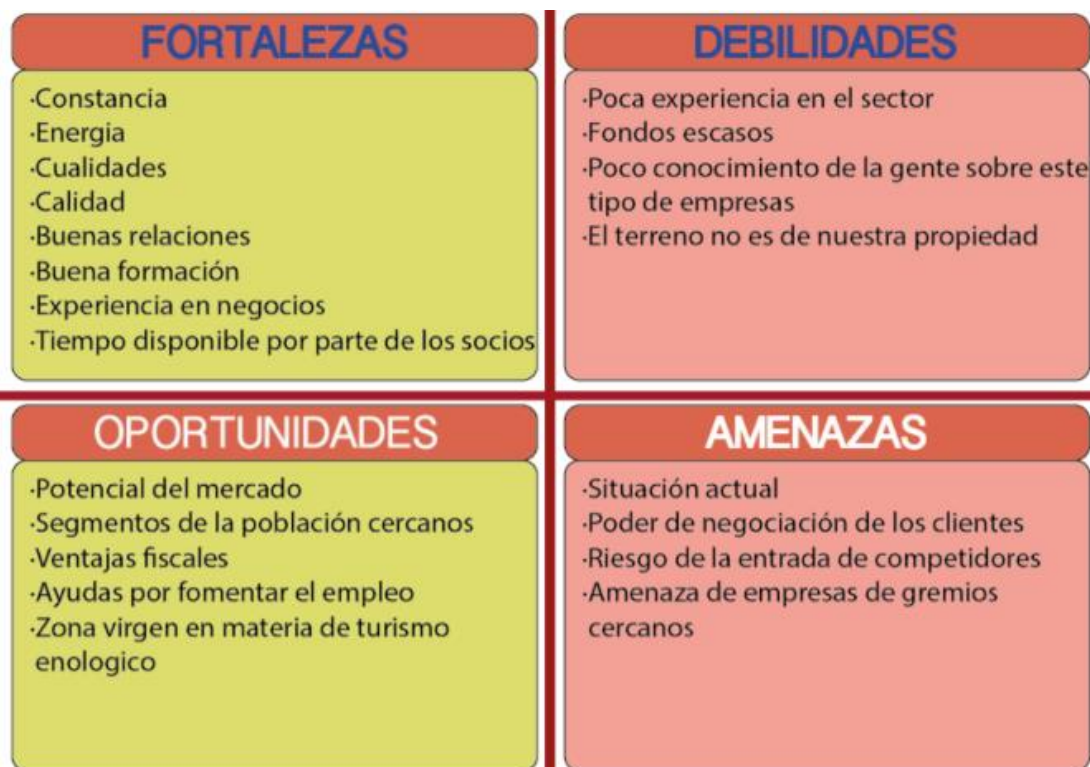 FORTALEZAS
·Constancia
·Energia
·Cualidades
·Calidad
·Buenas relaciones
·Buena formación
·Experiencia en negocios
·Tiempo disponible por parte de los socios
DEBILIDADES
·Poca experiencia en el sector
·Fondos escasos
·Poco conocimiento de la gente sobre este
tipo de empresas
·El terreno no es de nuestra propiedad
OPORTUNIDADES
·Potencial del mercado
·Segmentos de la población cercanos
·Ventajas fiscales
·Ayudas por fomentar el empleo
·Zona virgen en materia de turismo
enologico
AMENAZAS
·Situación actual
·Poder de negociación de los clientes
·Riesgo de la entrada de competidores
·Amenaza de empresas de gremios
cercanos